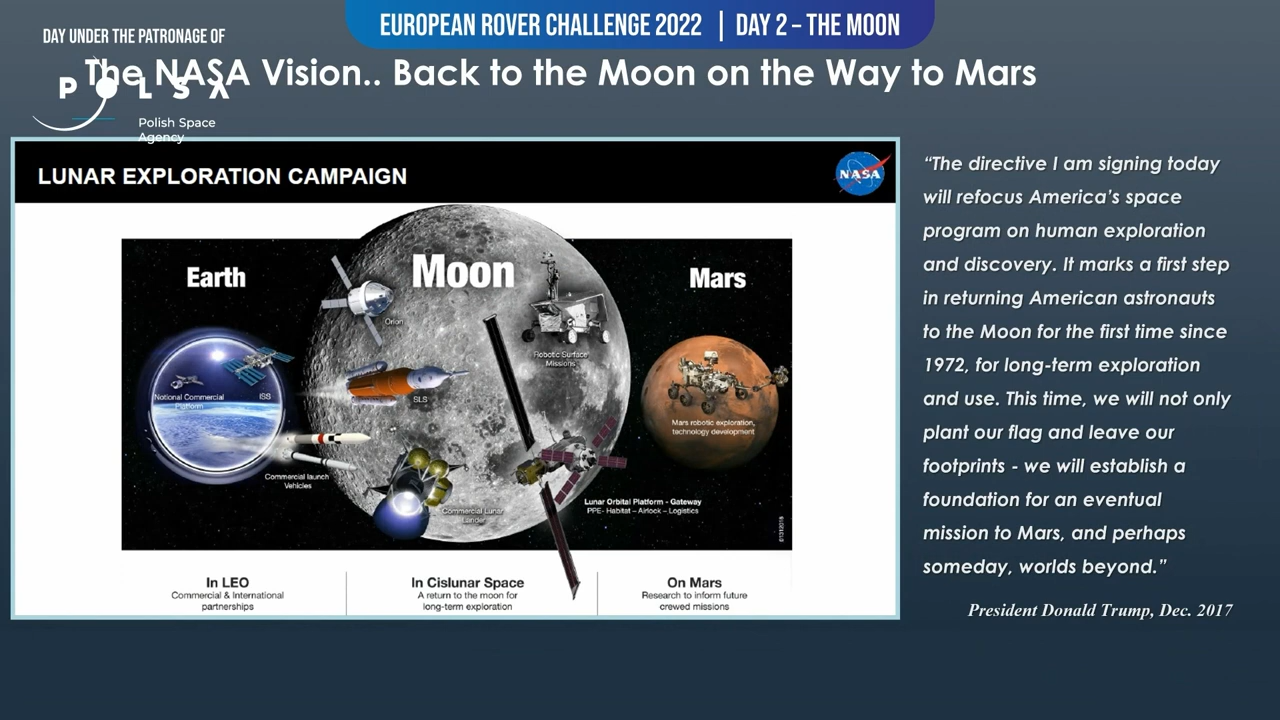 EUROPEAN ROVER CHALLENGE 2022 | DAY 2 – THE MOON
DAY UNDER THE PATRONAGE OF
The NASA Vision.. Back to the Moon on the Way to Mars
POLSA
Polish Space
Agency
LUNAR EXPLORATION CAMPAIGN
NASA
Earth
Moon
Mars
Orion
Robotic Surface
Missions
Notional Commercial
Platform
ISS
SLS
Mars robotic exploration,
technology development
Commercial launch
Vehicles
Commercial Lunar
Lander
Lunar Orbital Platform - Gateway
PPE- Habitat – Airlock – Logistics
In LEO
Commercial & International
partnerships
In Cislunar Space
A return to the moon for
long-term exploration
On Mars
Research to inform future
crewed missions
“The directive I am signing today
will refocus America’s space
program on human exploration
and discovery. It marks a first step
in returning American astronauts
to the Moon for the first time since
1972, for long-term exploration
and use. This time, we will not only
plant our flag and leave our
footprints - we will establish a
foundation for an eventual
mission to Mars, and perhaps
someday, worlds beyond.”
President Donald Trump, Dec. 2017